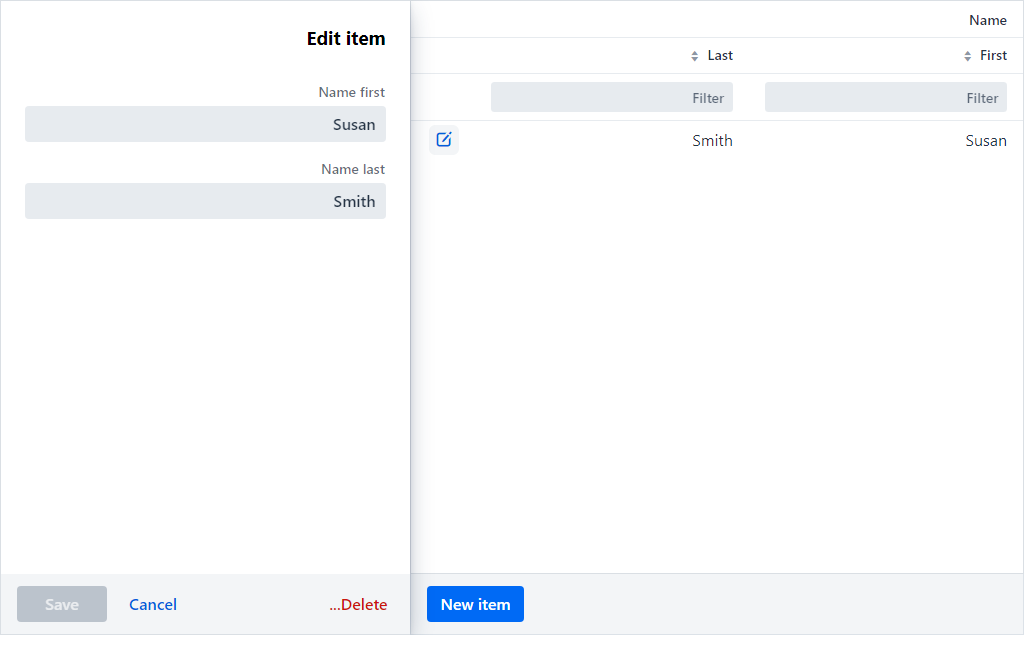 Edit item
Name first
Susan
Name last
Smith
Save
Cancel
...Delete
Name
First
Last
Filter
Filter
Susan
Smith
New item